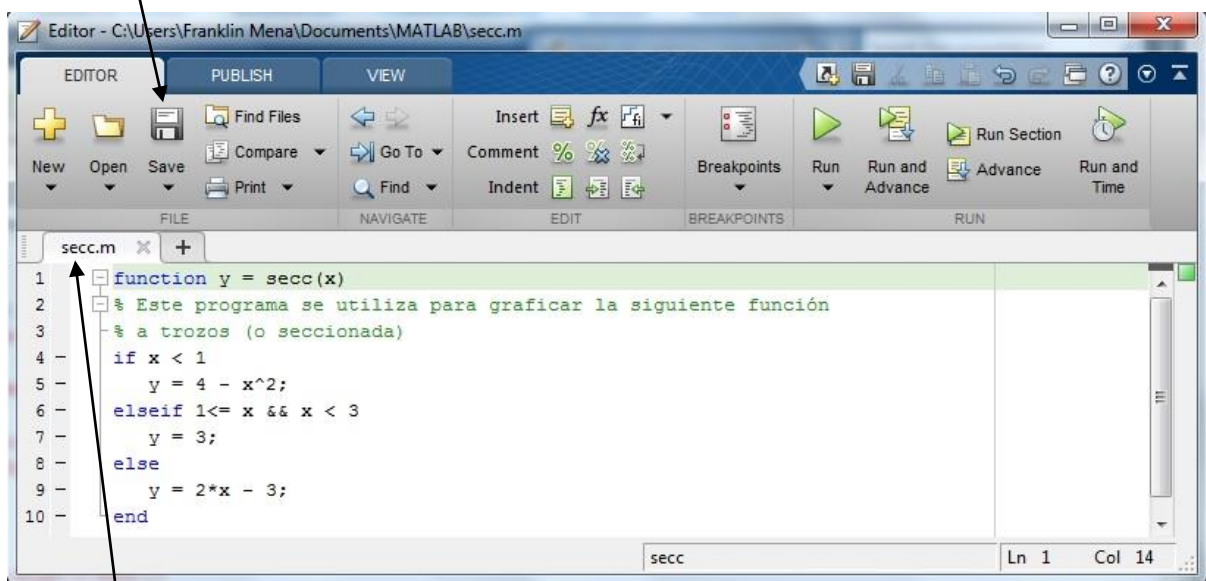 Editor - C:\Users\Franklin Mena\Documents\MATLAB\secc.m
EDITOR PUBLISH VIEW
Find Files
Insert fx
New Open Save Compare Go To Comment % Breakpoints Run Run and Advance Run Section Advance Run and Time
Print Find Indent
FILE NAVIGATE EDIT BREAKPOINTS RUN
secc.m
1 function y = secc(x)
2 % Este programa se utiliza para graficar la siguiente función
3 % a trozos (o seccionada)
4 – if x < 1
5 – y = 4 - x^2;
6 – elseif 1<= x && x < 3
7 – y = 3;
8 – else
9 – y = 2*x - 3;
10 – end
secc Ln 1 Col 14